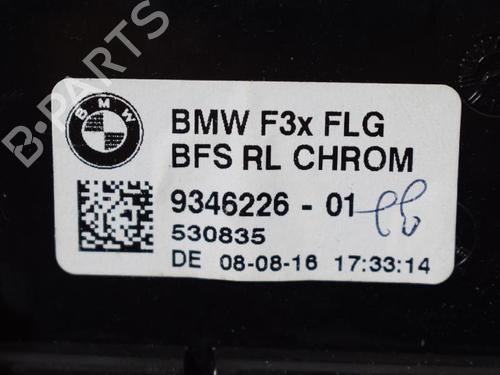 B-PARTS
BMW
BMW F3x FLG
BFS RL CHROM
9346226 - 01
530835
DE 08-08-16 17:33:14